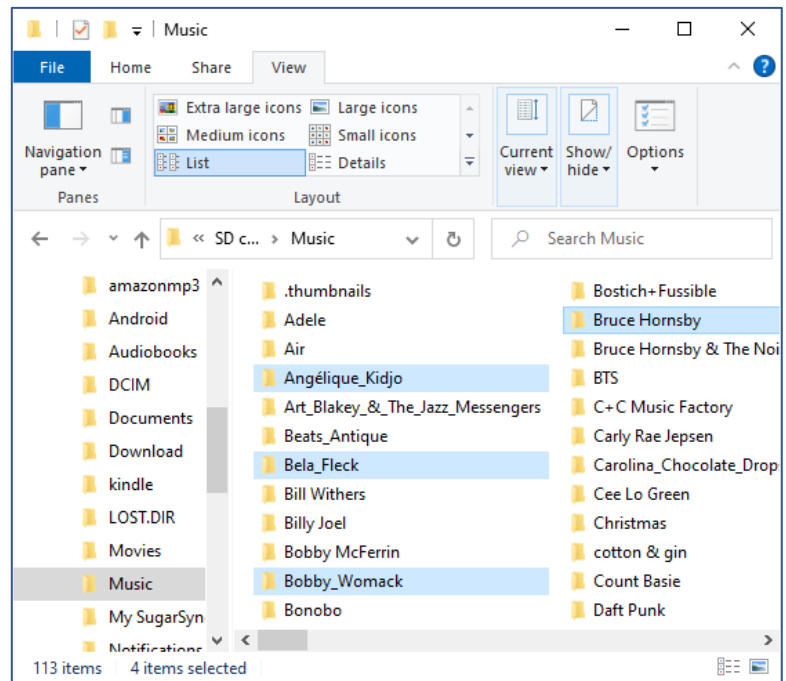 Music
File Home Share View
Extra large icons Large icons
Medium icons Small icons
List Details
Navigation pane
Current view
Show/ hide
Options
Panes Layout
« SD c... > Music Search Music
amazonmp3
Android
Audiobooks
DCIM
Documents
Download
kindle
LOST.DIR
Movies
Music
My SugarSyn
Notifications
.thumbnails
Adele
Air
Angélique_Kidjo
Art_Blakey_&_The_Jazz_Messengers
Beats_Antique
Bela_Fleck
Bill Withers
Billy Joel
Bobby McFerrin
Bobby_Womack
Bonobo
Bostich+Fussible
Bruce Hornsby
Bruce Hornsby & The Noi
BTS
C+C Music Factory
Carly Rae Jepsen
Carolina_Chocolate_Drop
Cee Lo Green
Christmas
cotton & gin
Count Basie
Daft Punk
113 items 4 items selected